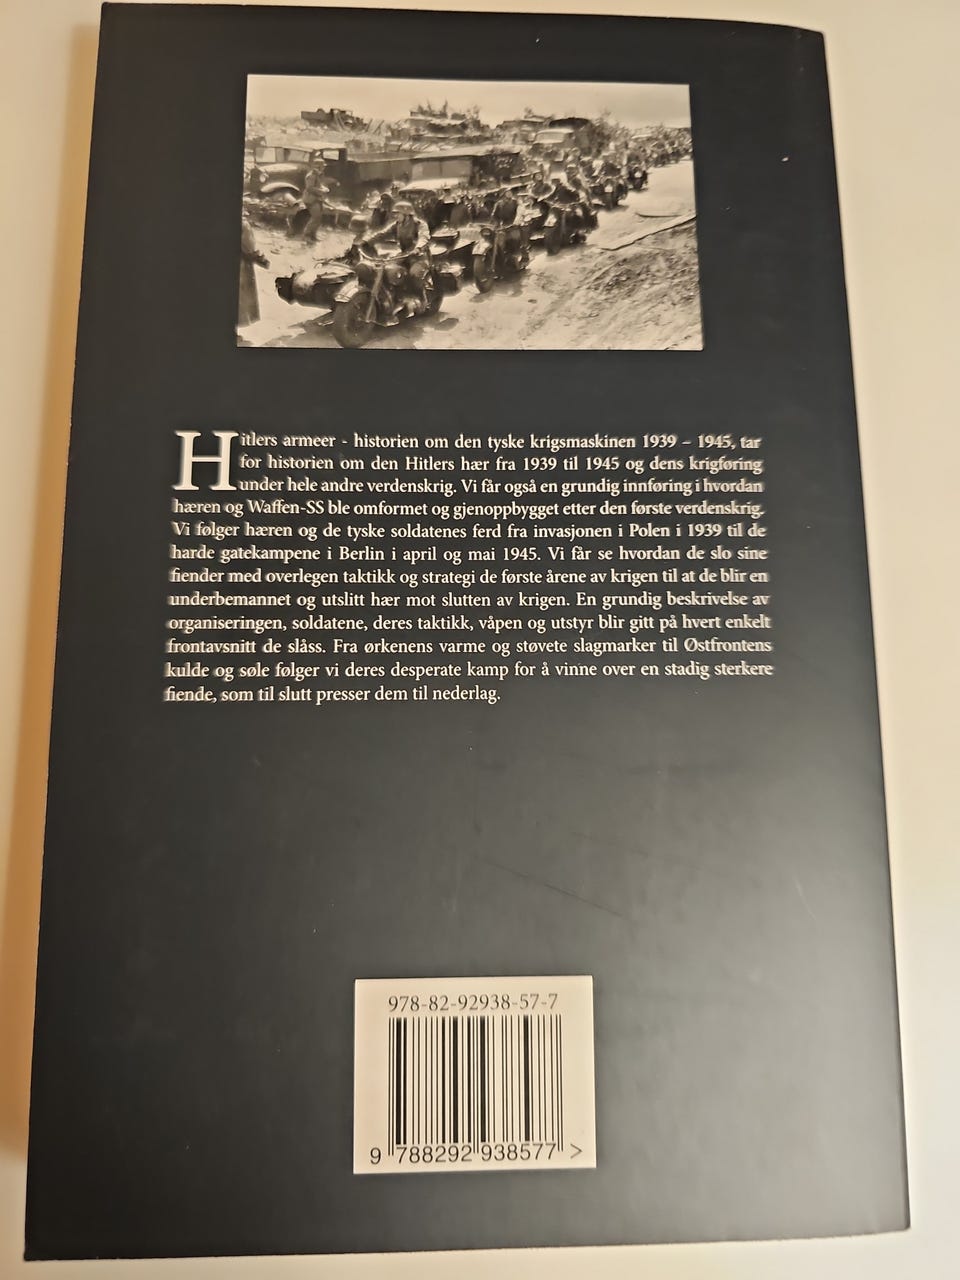 Hitlers armeer - historien om den tyske krigsmaskinen 1939 – 1945, tar
for historien om den Hitlers hær fra 1939 til 1945 og dens krigføring
under hele andre verdenskrig. Vi får også en grundig innføring i hvordan
hæren og Waffen-SS ble omformet og gjenoppbygget etter den første verdenskrig.
Vi følger hæren og de tyske soldatenes ferd fra invasjonen i Polen i 1939 til de
harde gatekampene i Berlin i april og mai 1945. Vi får se hvordan de slo sine
fiender med overlegen taktikk og strategi de første årene av krigen til at de blir en
underbemannet og utslitt hær mot slutten av krigen. En grundig beskrivelse av
organiseringen, soldatene, deres taktikk, våpen og utstyr blir gitt på hvert enkelt
frontavsnitt de slåss. Fra ørkenens varme og støvete slagmarker til Østfrontens
kulde og søle følger vi deres desperate kamp for å vinne over en stadig sterkere
fiende, som til slutt presser dem til nederlag.
978-82-92938-57-7
9 788292 938577 >